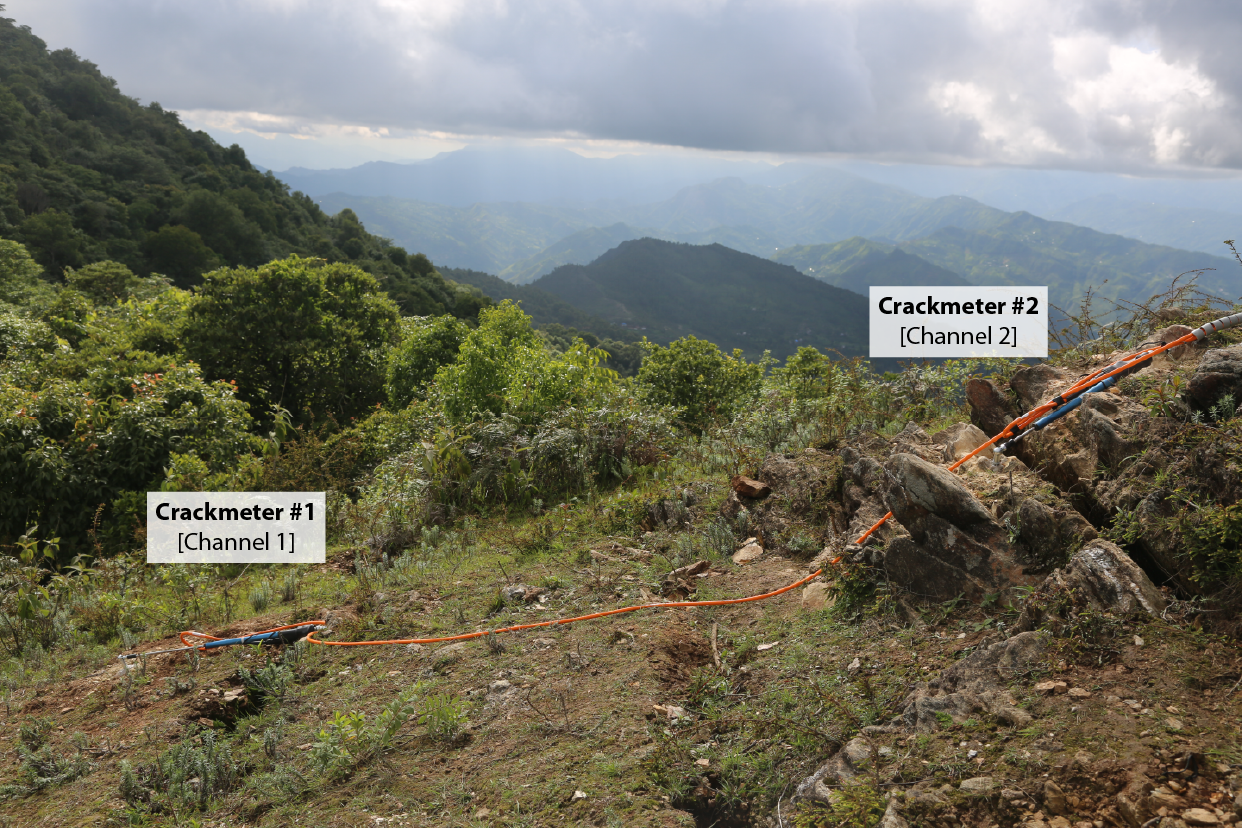 Crackmeter #2
[Channel 2]
Crackmeter #1
[Channel 1]